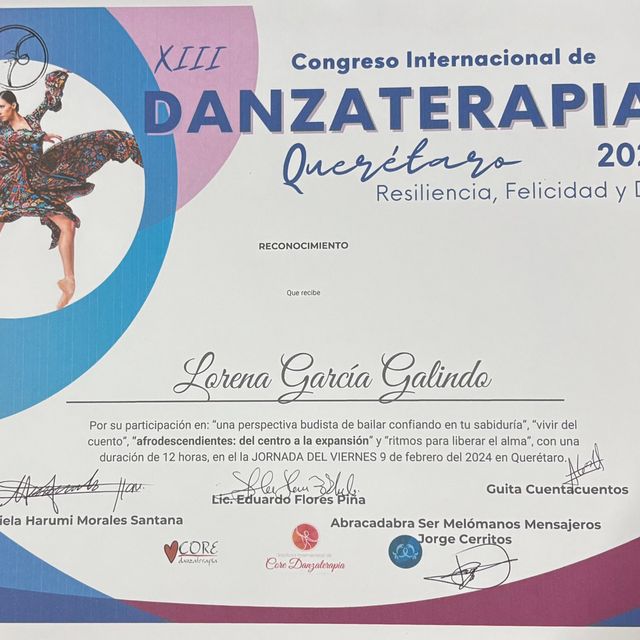 XIII
Congreso Internacional de
DANZATERAPIA
Querétaro
Resiliencia, Felicidad y
RECONOCIMIENTO
Que recibe
Lorena García Galindo
Por su participación en: "una perspectiva budista de bailar confiando en tu sabiduría", "vivir del
cuento", "afrodescendientes: del centro a la expansión" y "ritmos para liberar el alma", con una
duración de 12 horas, en el la JORNADA DEL VIERNES 9 de febrero del 2024 en Querétaro.
Lic. Eduardo Flores Piña
Guita Cuentacuentos
Harumi Morales Santana
Abracadabra Ser Melómanos Mensajeros
Jorge Cerritos
CORE
danzaterapia
Core Danzaterapia